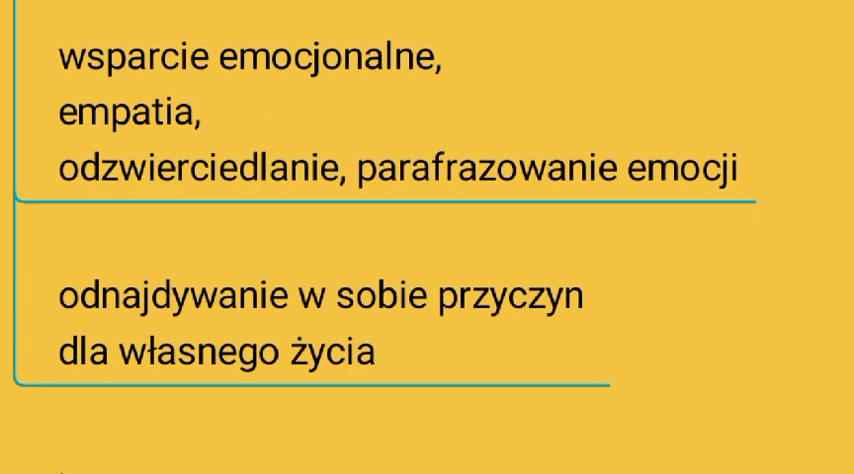 wsparcie emocjonalne,
empatia,
odzwierciedlanie, parafrazowanie emocji
odnajdywanie w sobie przyczyn
dla własnego życia